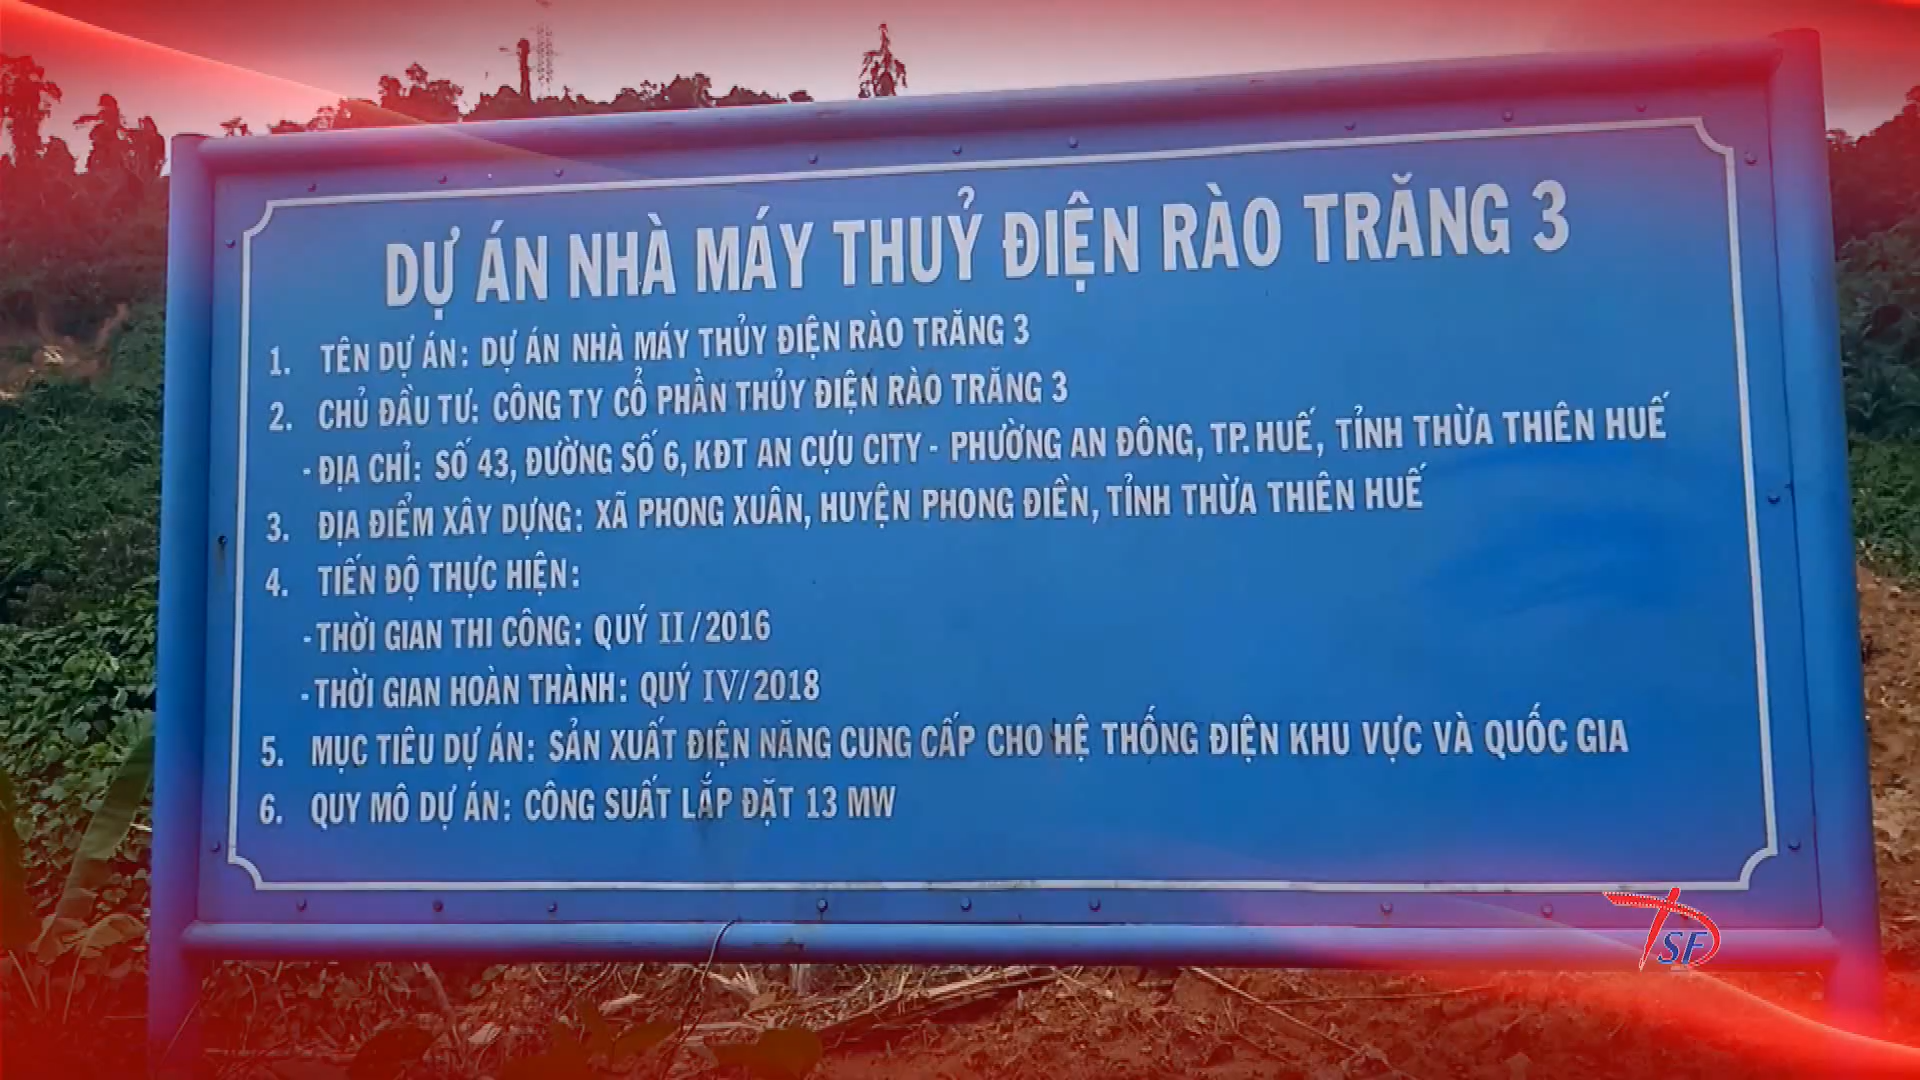 DỰ ÁN NHÀ MÁY THUỶ ĐIỆN RÀO TRĂNG 3
1. TÊN DỰ ÁN: DỰ ÁN NHÀ MÁY THỦY ĐIỆN RÀO TRĂNG 3
2. CHỦ ĐẦU TƯ: CÔNG TY CỔ PHẦN THỦY ĐIỆN RÀO TRĂNG 3
- ĐỊA CHỈ: SỐ 43, ĐƯỜNG SỐ 6, KĐT AN CỰU CITY - PHƯỜNG AN ĐÔNG, TP. HUẾ, TỈNH THỪA THIÊN HUẾ
3. ĐỊA ĐIỂM XÂY DỰNG: XÃ PHONG XUÂN, HUYỆN PHONG ĐIỀN, TỈNH THỪA THIÊN HUẾ
4. TIẾN ĐỘ THỰC HIỆN:
- THỜI GIAN THI CÔNG: QUÝ II/2016
- THỜI GIAN HOÀN THÀNH: QUÝ IV/2018
5. MỤC TIÊU DỰ ÁN: SẢN XUẤT ĐIỆN NĂNG CUNG CẤP CHO HỆ THỐNG ĐIỆN KHU VỰC VÀ QUỐC GIA
6. QUY MÔ DỰ ÁN: CÔNG SUẤT LẮP ĐẶT 13 MW
SF